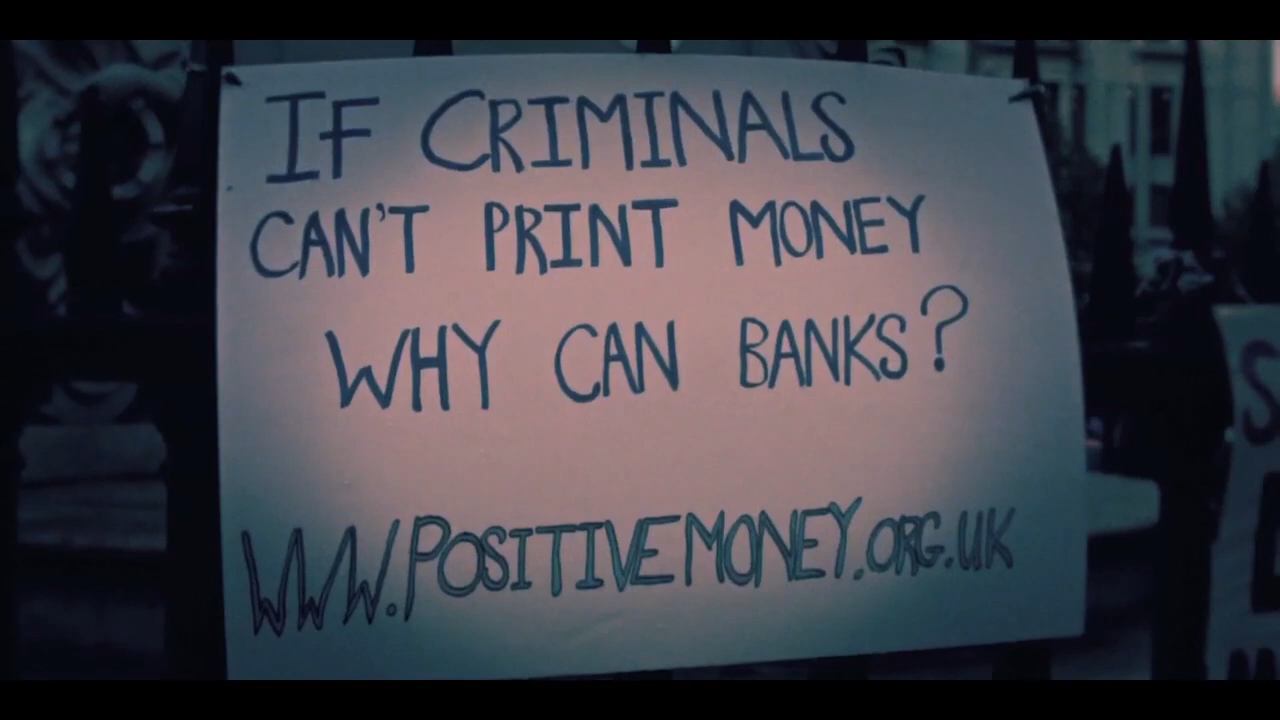 IF CRIMINALS
CAN'T PRINT MONEY
WHY CAN BANKS?
WWW.POSITIVEMONEY.ORG.UK